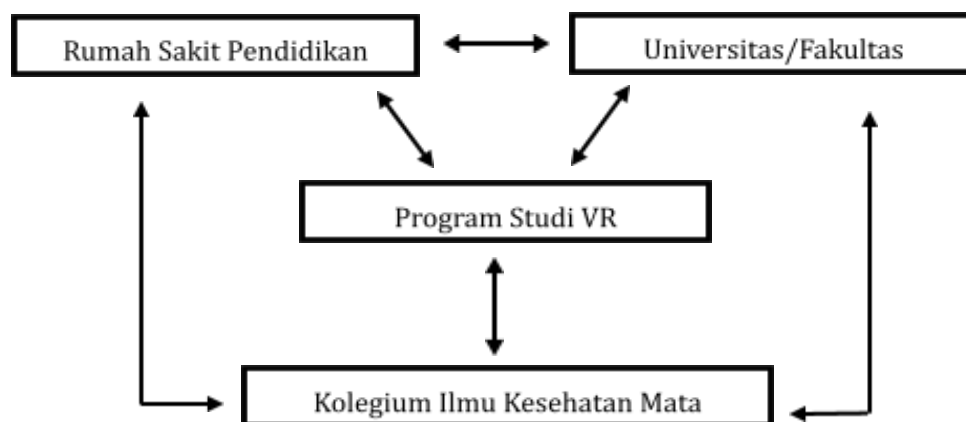 Rumah Sakit Pendidikan
Universitas/Fakultas
Program Studi VR
Kolegium Ilmu Kesehatan Mata